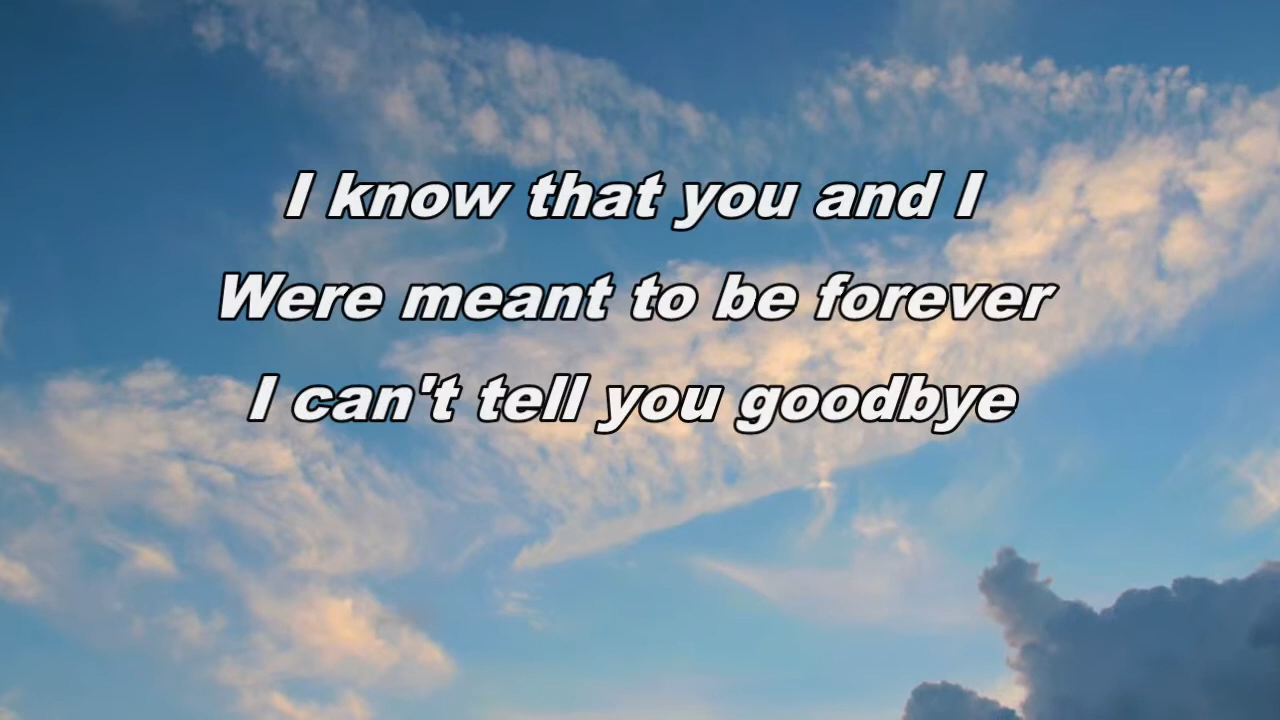 I know that you and I
Were meant to be forever
I can't tell you goodbye